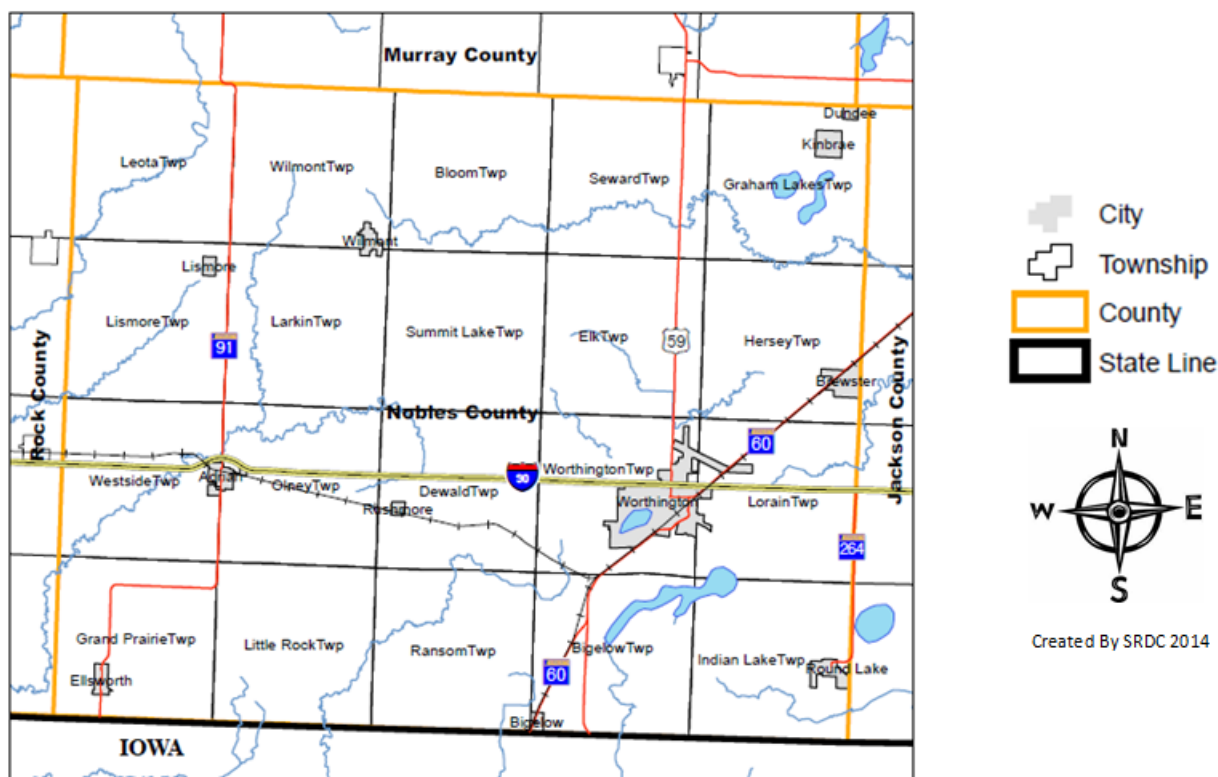 Murray County
Dundee
Kinbrae
LeotaTwp
WilmontTwp
BloomTwp
SewardTwp
Graham LakesTwp
Wilmont
Lismore
LismoreTwp
LarkinTwp
Summit LakeTwp
ElkTwp
HerseyTwp
91
59
Brewster
Rock County
Nobles County
Jackson County
60
WestsideTwp
Adrian
OlneyTwp
Rushmore
DewaldTwp
90
WorthingtonTwp
Worthington
LorainTwp
264
Grand PrairieTwp
Little RockTwp
RansomTwp
BigelowTwp
Indian LakeTwp
Round Lake
60
Ellsworth
Bigelow
IOWA
City
Township
County
State Line
N
W
E
S
Created By SRDC 2014